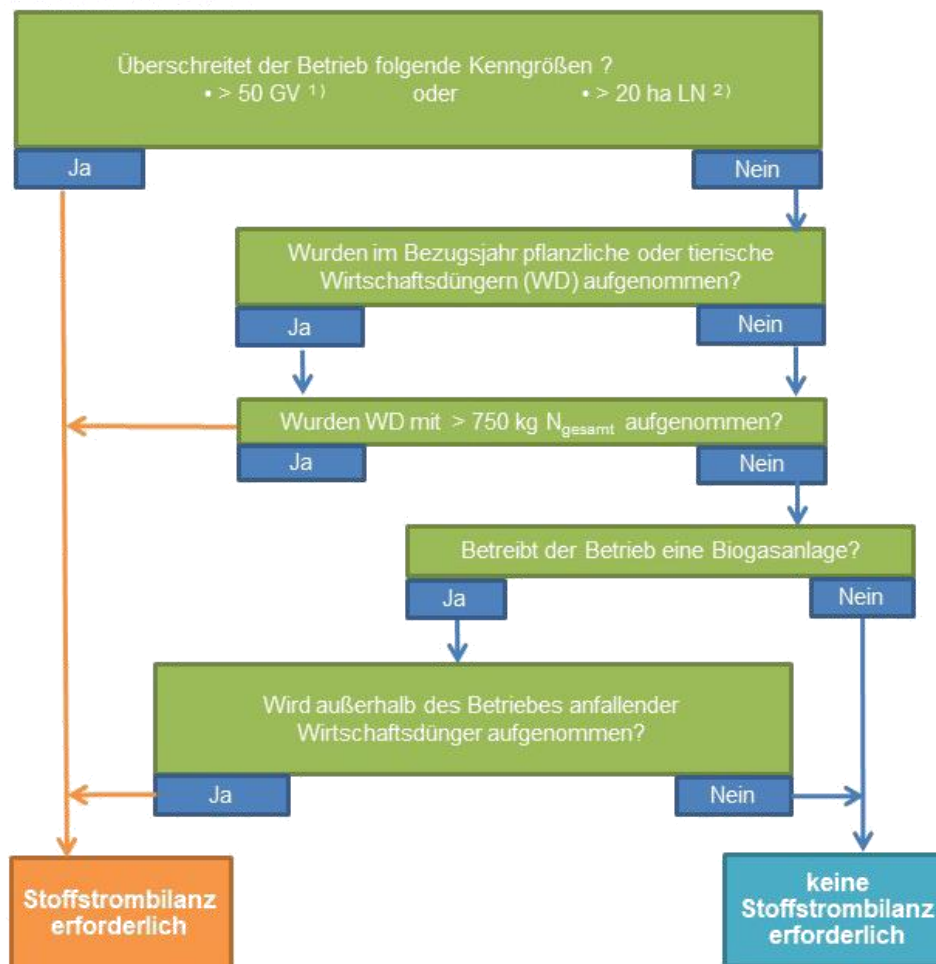 Überschreitet der Betrieb folgende Kenngrößen ?
• > 50 GV ¹⁾ oder • > 20 ha LN ²⁾
Ja Nein
Wurden im Bezugsjahr pflanzliche oder tierische
Wirtschaftsdüngern (WD) aufgenommen?
Ja Nein
Wurden WD mit > 750 kg Ngesamt aufgenommen?
Ja Nein
Betreibt der Betrieb eine Biogasanlage?
Ja Nein
Wird außerhalb des Betriebes anfallender
Wirtschaftsdünger aufgenommen?
Ja Nein
Stoffstrombilanz
erforderlich
keine
Stoffstrombilanz
erforderlich